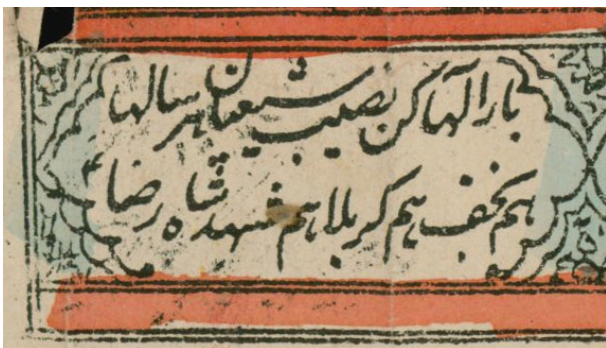 بارالها کن نصیب شیعیان هر سالها
هم نجف هم کربلا هم مشهد شاه رضا